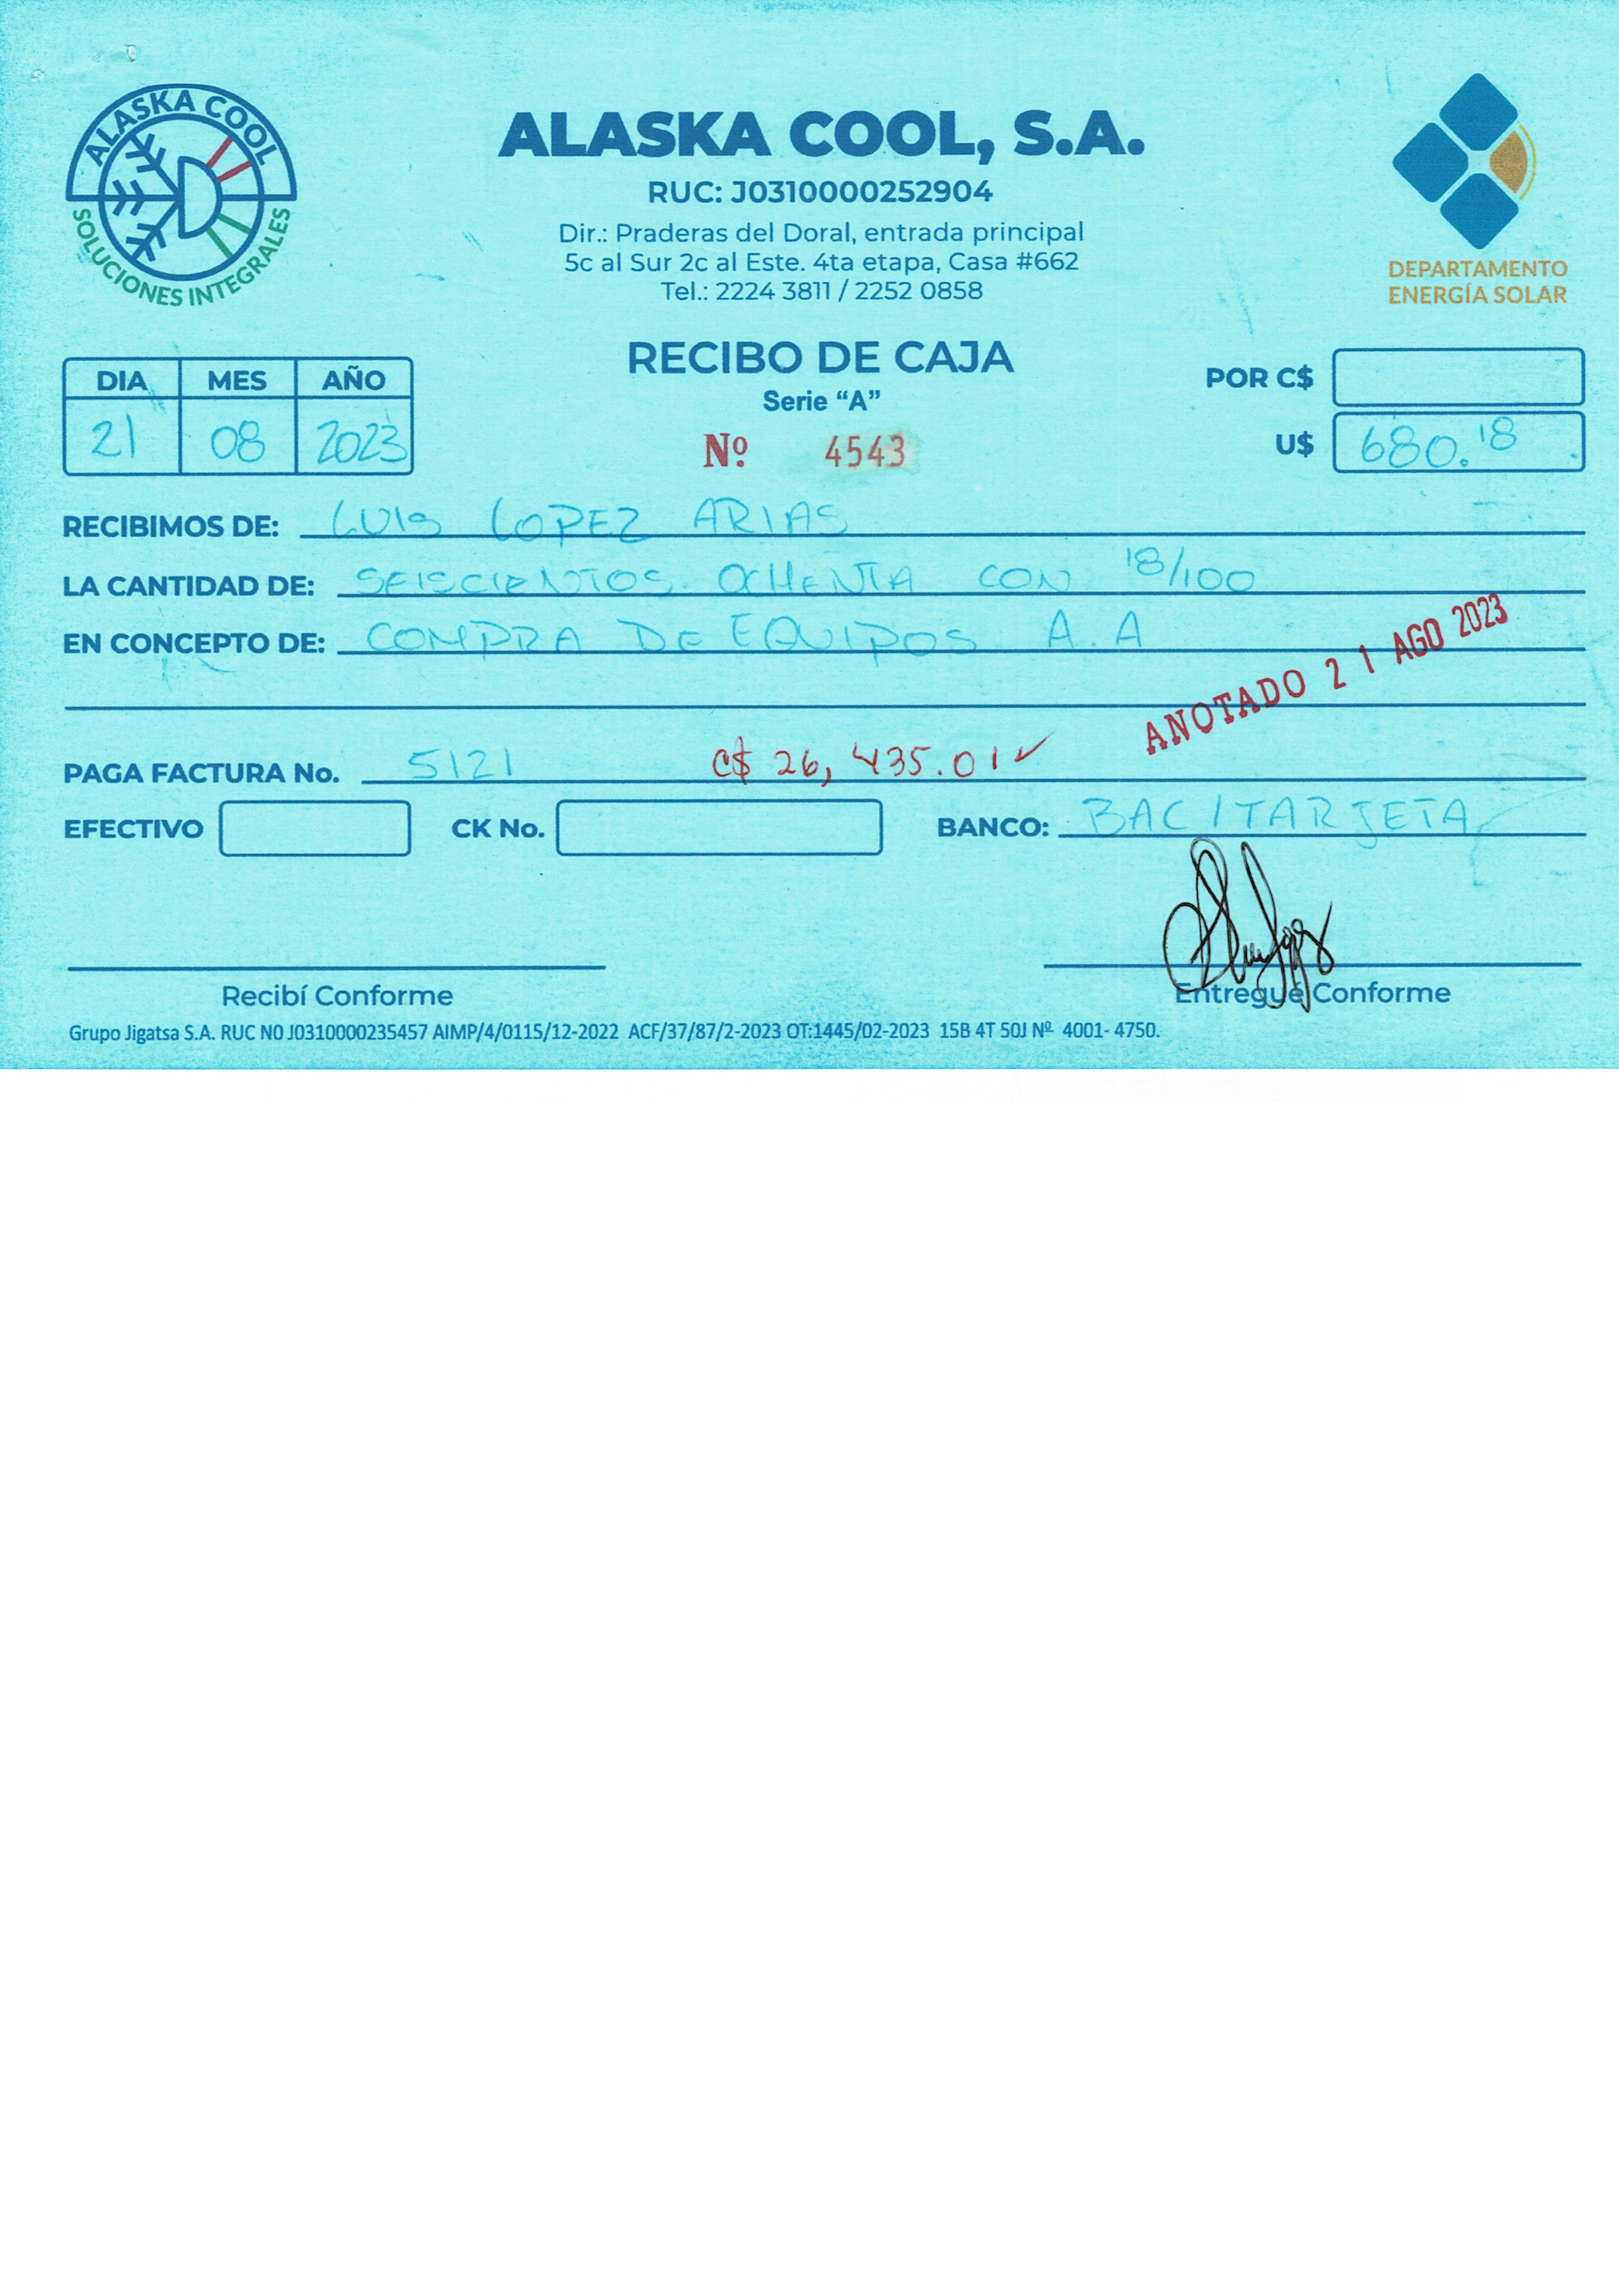 ALASKA COOL
SOLUCIONES INTEGRALES
ALASKA COOL, S.A.
RUC: J0310000252904
Dir.: Praderas del Doral, entrada principal
5c al Sur 2c al Este. 4ta etapa, Casa #662
Tel.: 2224 3811 / 2252 0858
DEPARTAMENTO
ENERGÍA SOLAR
RECIBO DE CAJA
Serie “A”
Nº 4543
DIA MES AÑO
21 08 2023
POR C$
U$ 680.18
RECIBIMOS DE: LUIS LOPEZ ARIAS
LA CANTIDAD DE: SEISCIENTOS OCHENTA CON 18/100
EN CONCEPTO DE: COMPRA DE EQUIPOS A.A
ANOTADO 21 AGO 2023
PAGA FACTURA No. 5121 C$ 26,435.01
EFECTIVO CK No. BANCO: BAC/TARJETA
Recibí Conforme
Entregué Conforme
Grupo Jigatsa S.A. RUC N0 J0310000235457 AIMP/4/0115/12-2022 ACF/37/87/2-2023 OT:1445/02-2023 15B 4T 50J Nº 4001- 4750.